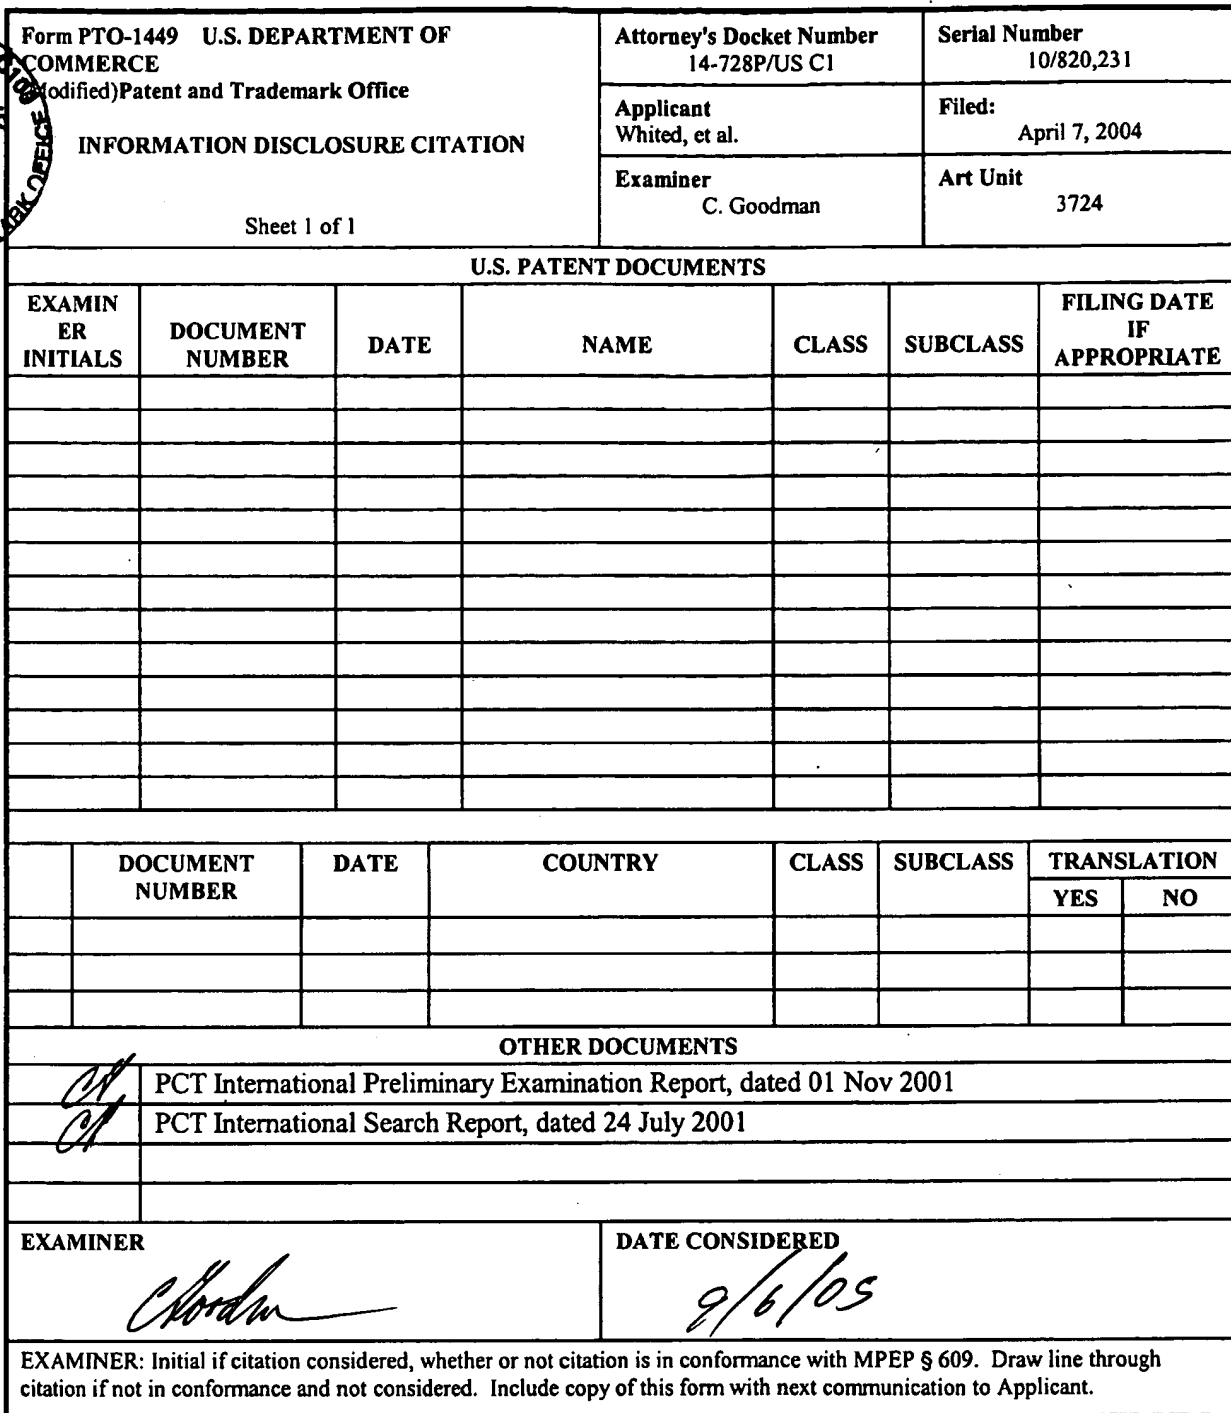 Form PTO-1449 U.S. DEPARTMENT OF
COMMERCE
(Modified)Patent and Trademark Office
INFORMATION DISCLOSURE CITATION
Sheet 1 of 1
Attorney's Docket Number
14-728P/US C1
Serial Number
10/820,231
Applicant
Whited, et al.
Filed:
April 7, 2004
Examiner
C. Goodman
Art Unit
3724
U.S. PATENT DOCUMENTS
EXAMIN
ER
INITIALS
DOCUMENT
NUMBER
DATE
NAME
CLASS
SUBCLASS
FILING DATE
IF
APPROPRIATE
DOCUMENT
NUMBER
DATE
COUNTRY
CLASS
SUBCLASS
TRANSLATION
YES
NO
OTHER DOCUMENTS
PCT International Preliminary Examination Report, dated 01 Nov 2001
PCT International Search Report, dated 24 July 2001
EXAMINER
CGoodman
DATE CONSIDERED
9/6/05
EXAMINER: Initial if citation considered, whether or not citation is in conformance with MPEP § 609. Draw line through
citation if not in conformance and not considered. Include copy of this form with next communication to Applicant.